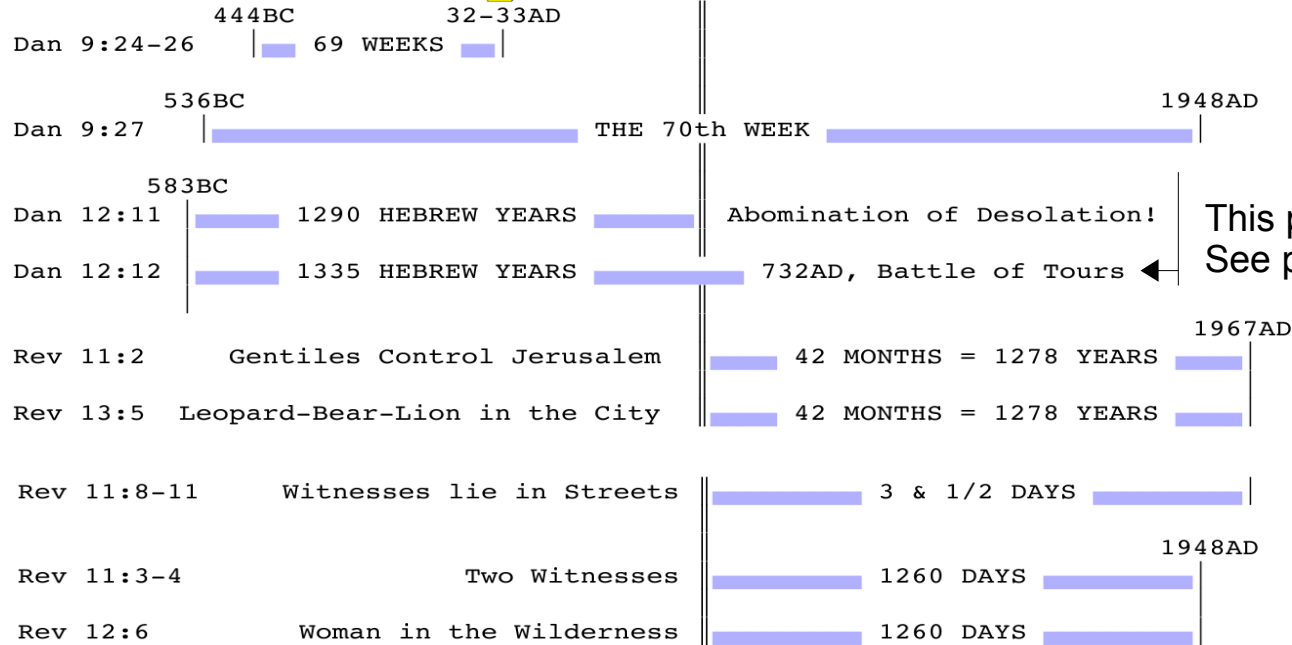 444BC 32-33AD
Dan 9:24-26 69 WEEKS
536BC 1948AD
Dan 9:27 THE 70th WEEK
583BC
Dan 12:11 1290 HEBREW YEARS Abomination of Desolation!
This p
Dan 12:12 1335 HEBREW YEARS 732AD, Battle of Tours
See p
1967AD
Rev 11:2 Gentiles Control Jerusalem 42 MONTHS = 1278 YEARS
Rev 13:5 Leopard-Bear-Lion in the City 42 MONTHS = 1278 YEARS
Rev 11:8-11 Witnesses lie in Streets 3 & 1/2 DAYS
1948AD
Rev 11:3-4 Two Witnesses 1260 DAYS
Rev 12:6 Woman in the Wilderness 1260 DAYS